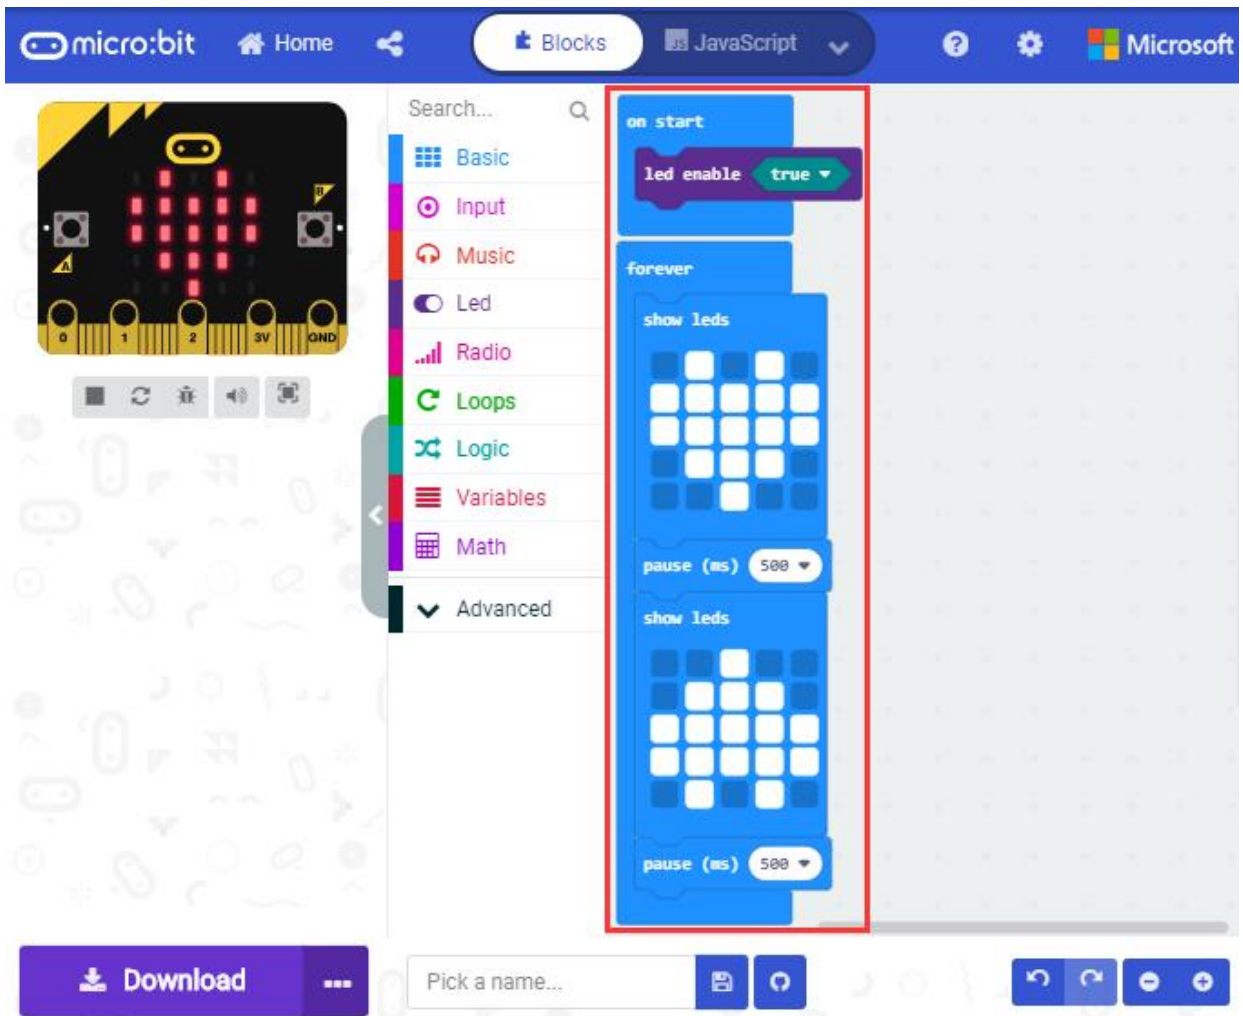 micro:bit Home Blocks JS JavaScript ? Microsoft
Search...
Basic
Input
Music
Led
Radio
Loops
Logic
Variables
Math
Advanced
A
B
0 1 2 3V GND
on start
led enable true
forever
show leds
pause (ms) 500
show leds
pause (ms) 500
Download ... Pick a name...